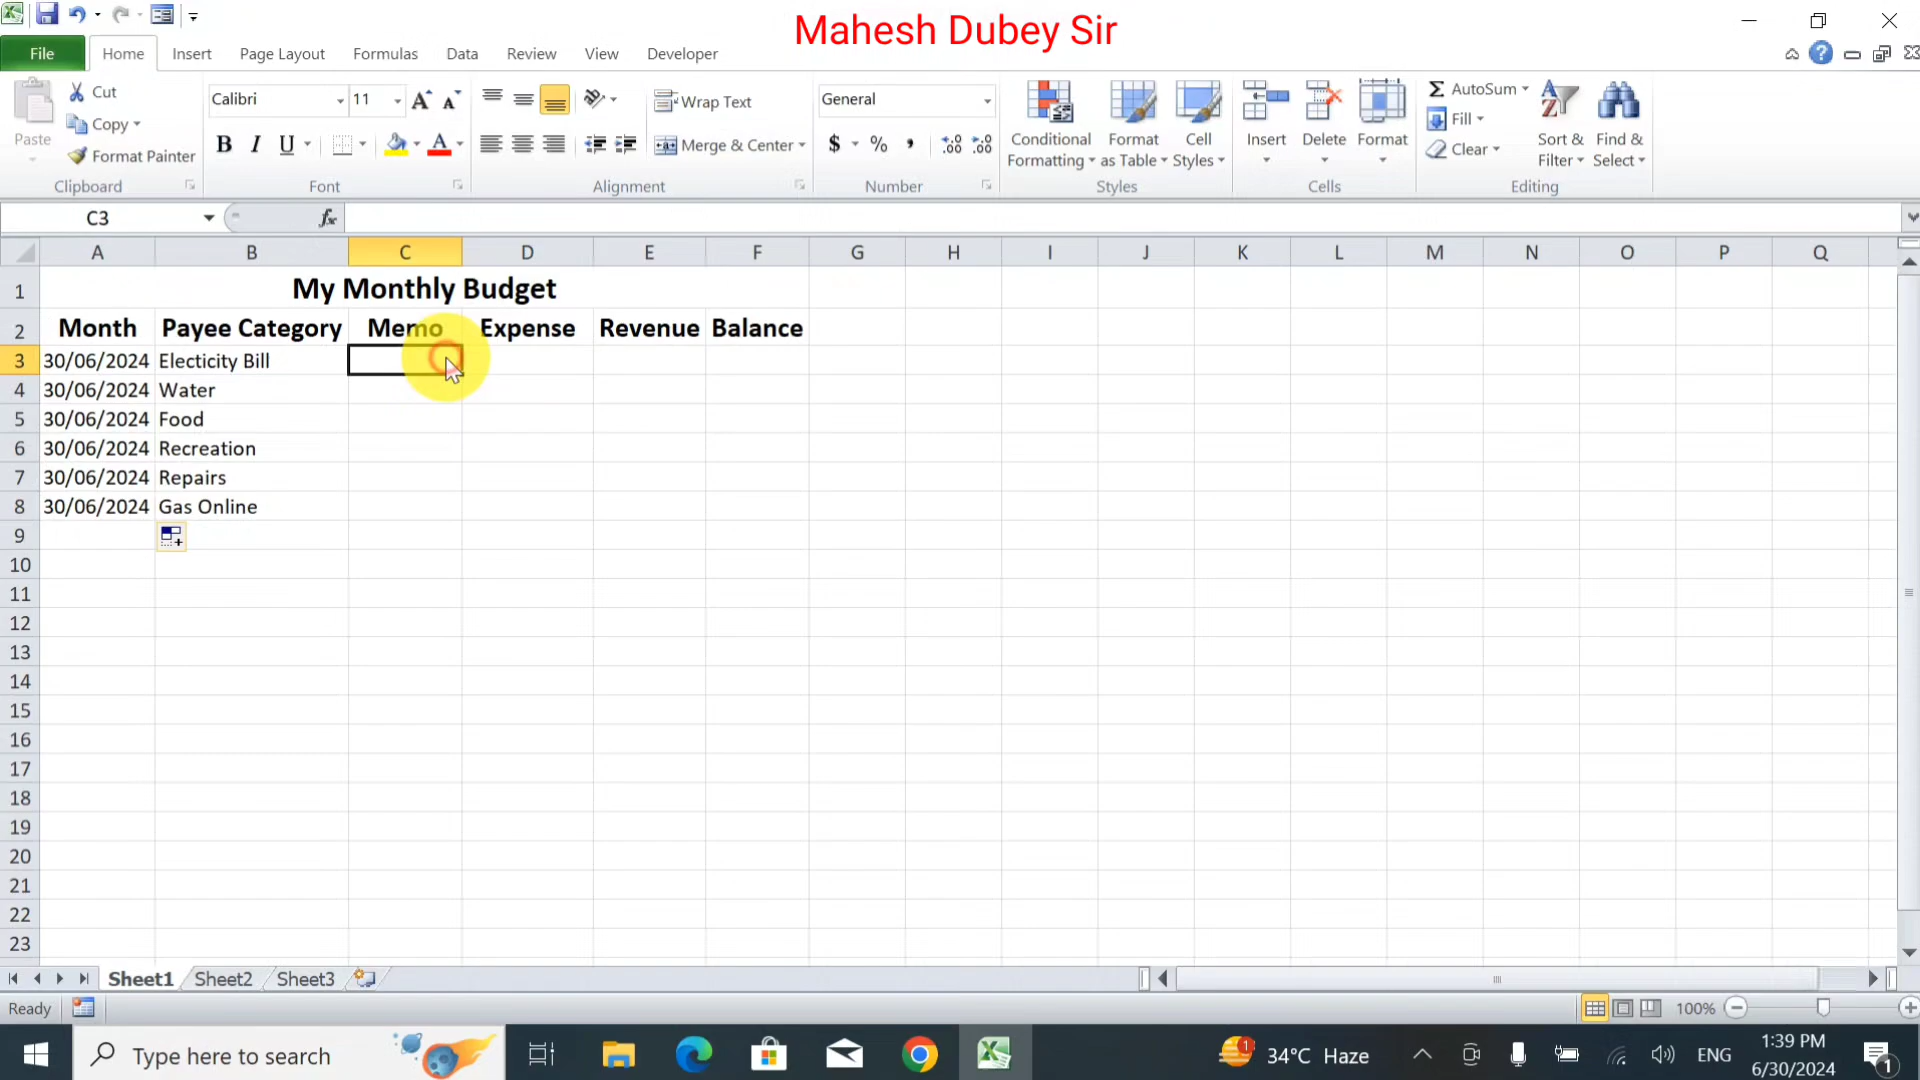 Mahesh Dubey Sir
File Home Insert Page Layout Formulas Data Review View Developer
Paste
Cut
Copy
Format Painter
Clipboard
Calibri 11
B I U
Font
Wrap Text
Merge & Center
Alignment
General
$ % ,
Number
Conditional Formatting
Format as Table
Cell Styles
Styles
Insert Delete Format
Cells
Σ AutoSum
Fill
Clear
Sort & Filter
Find & Select
Editing
C3 fx
A B C D E F G H I J K L M N O P Q
1 My Monthly Budget
2 Month Payee Category Memo Expense Revenue Balance
3 30/06/2024 Electicity Bill
4 30/06/2024 Water
5 30/06/2024 Food
6 30/06/2024 Recreation
7 30/06/2024 Repairs
8 30/06/2024 Gas Online
9
10
11
12
13
14
15
16
17
18
19
20
21
22
23
Sheet1 Sheet2 Sheet3
Ready 100%
Type here to search 1 34°C Haze ENG 1:39 PM
6/30/2024 1